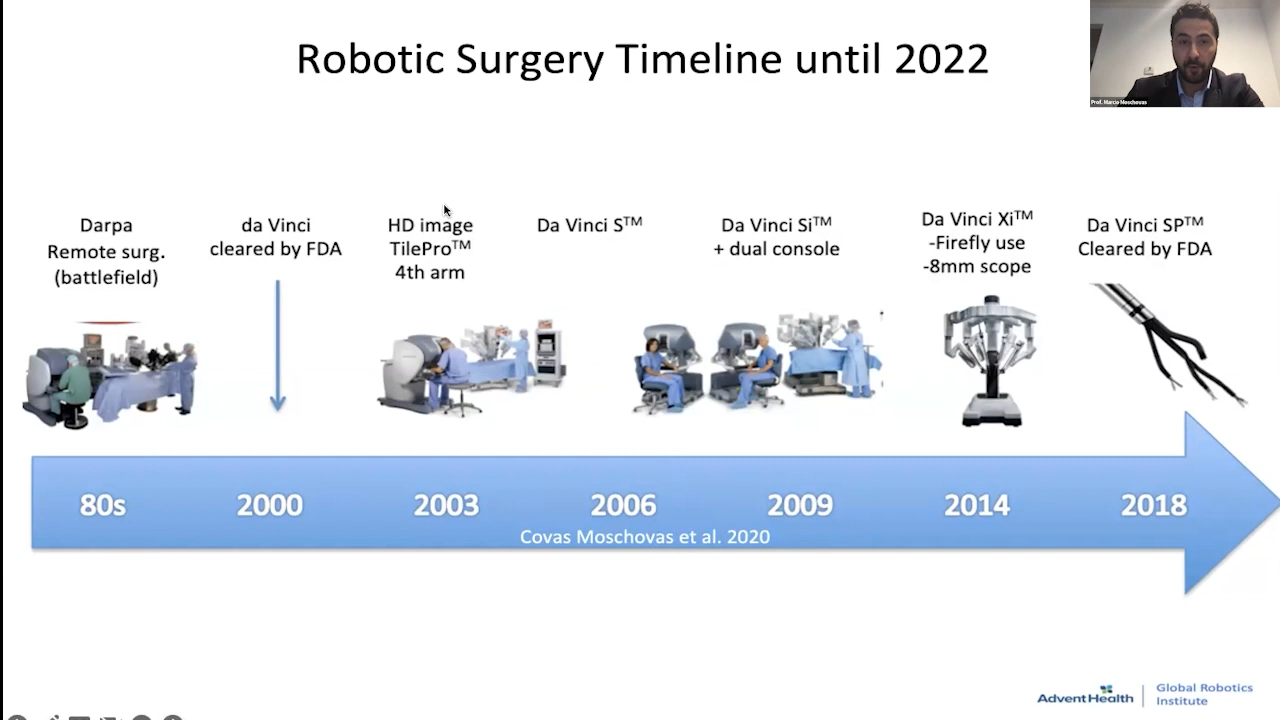 Robotic Surgery Timeline until 2022
Prof. Marcio Moschovas
Darpa
Remote surg.
(battlefield)
da Vinci
cleared by FDA
HD image
TilePro™
4th arm
Da Vinci S™
Da Vinci Si™
+ dual console
Da Vinci Xi™
-Firefly use
-8mm scope
Da Vinci SP™
Cleared by FDA
80s
2000
2003
2006
2009
2014
2018
Covas Moschovas et al. 2020
AdventHealth
Global Robotics
Institute